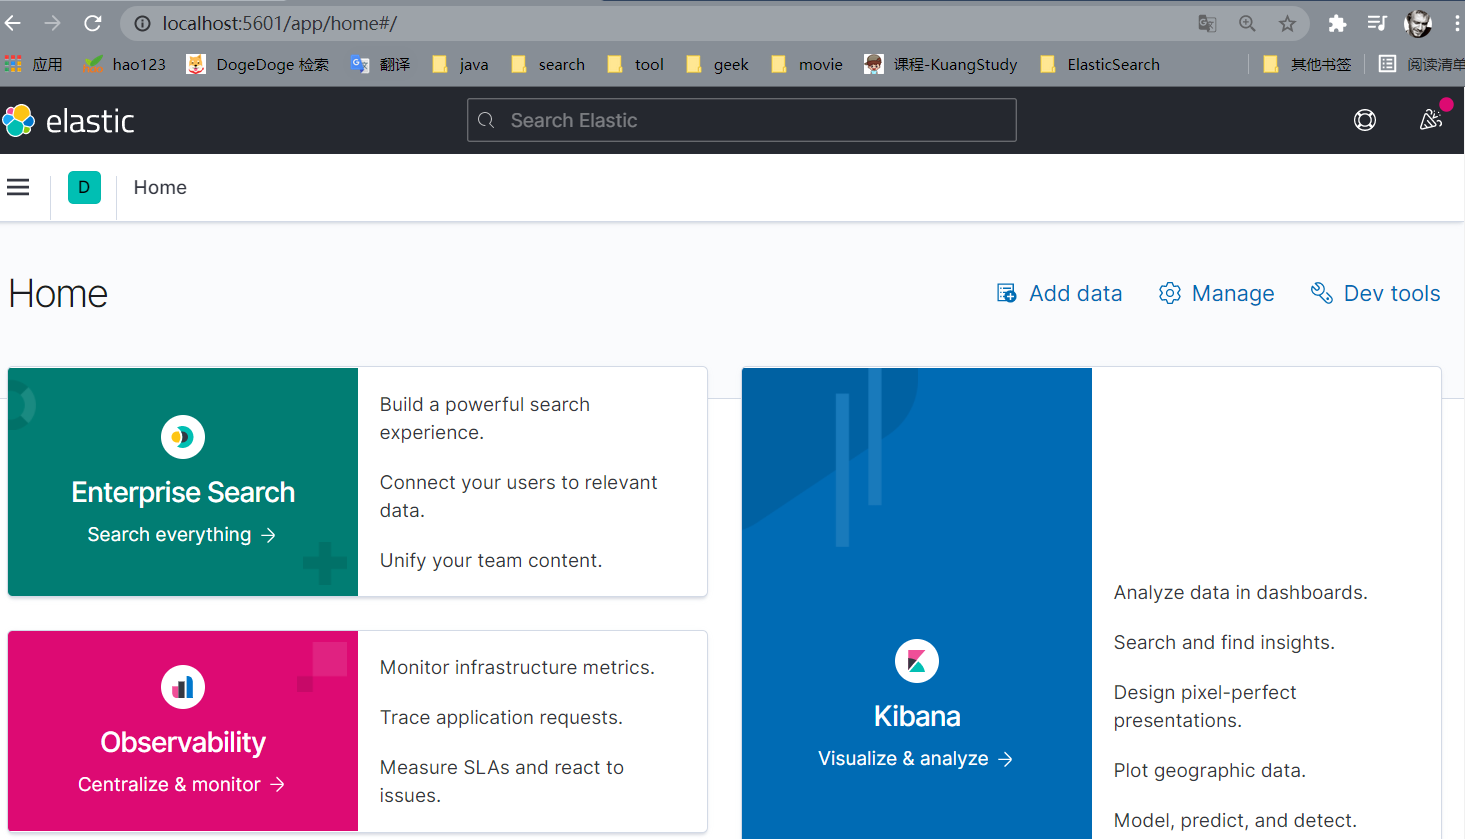 localhost:5601/app/home#/
应用 hao123 DogeDoge 检索 翻译 java search tool geek movie 课程-KuangStudy ElasticSearch 其他书签 阅读清单
elastic Search Elastic
D Home
Home Add data Manage Dev tools
Enterprise Search
Search everything →
Build a powerful search
experience.
Connect your users to relevant
data.
Unify your team content.
Observability
Centralize & monitor →
Monitor infrastructure metrics.
Trace application requests.
Measure SLAs and react to
issues.
Kibana
Visualize & analyze →
Analyze data in dashboards.
Search and find insights.
Design pixel-perfect
presentations.
Plot geographic data.
Model, predict, and detect.